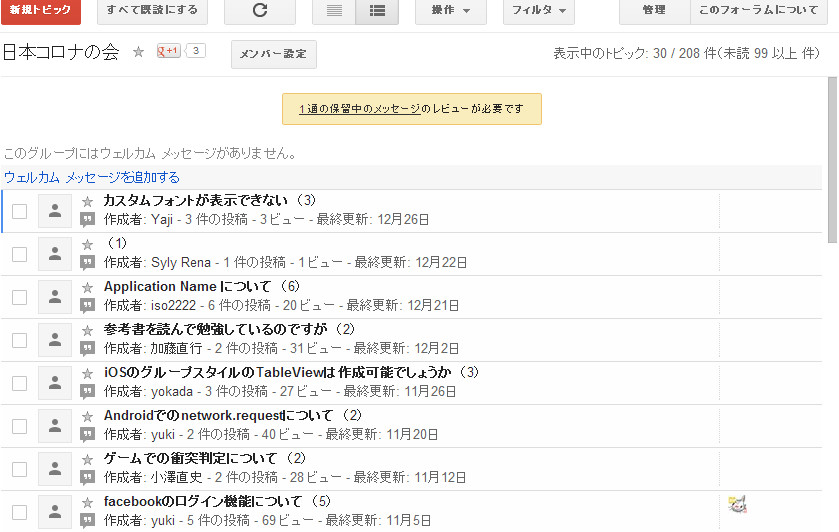 新規トピック すべて既読にする 操作 フィルタ 管理 このフォーラムについて
日本コロナの会 +1 3 メンバー設定 表示中のトピック: 30 / 208 件(未読 99 以上 件)
1 通の保留中のメッセージのレビューが必要です
このグループにはウェルカム メッセージがありません。
ウェルカム メッセージを追加する
カスタムフォントが表示できない (3)
作成者: Yaji - 3 件の投稿 - 3 ビュー - 最終更新: 12月26日
(1)
作成者: Syly Rena - 1 件の投稿 - 1 ビュー - 最終更新: 12月22日
Application Name について (6)
作成者: iso2222 - 6 件の投稿 - 20 ビュー - 最終更新: 12月21日
参考書を読んで勉強しているのですが (2)
作成者: 加藤直行 - 2 件の投稿 - 31 ビュー - 最終更新: 12月2日
iOSのグループスタイルのTableViewは作成可能でしょうか (3)
作成者: yokada - 3 件の投稿 - 27 ビュー - 最終更新: 11月26日
Androidでのnetwork.requestについて (2)
作成者: yuki - 2 件の投稿 - 40 ビュー - 最終更新: 11月20日
ゲームでの衝突判定について (2)
作成者: 小澤直史 - 2 件の投稿 - 28 ビュー - 最終更新: 11月12日
facebookのログイン機能について (5)
作成者: yuki - 5 件の投稿 - 69 ビュー - 最終更新: 11月5日